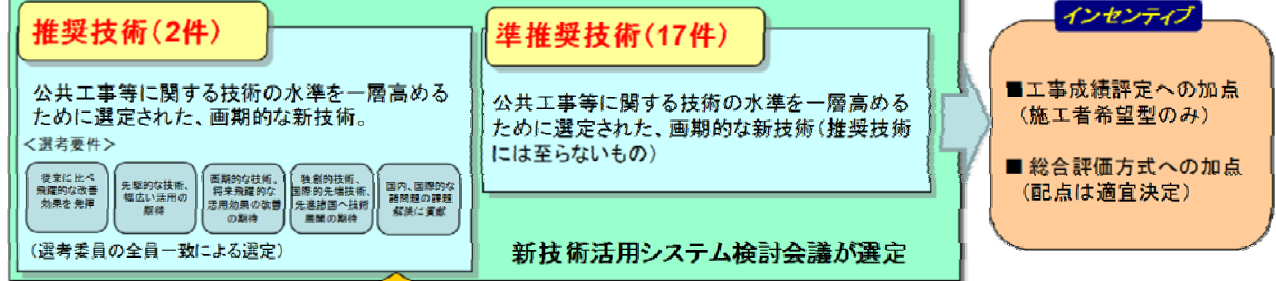 推奨技術(2件)
公共工事等に関する技術の水準を一層高める
ために選定された、画期的な新技術。
＜選考要件＞
従来に比べ
飛躍的な改善
効果を発揮
先駆的な技術、
幅広い活用の
期待
画期的な技術。
将来飛躍的な
活用効果の改善
の期待
独創的技術、
国際的先端技術、
先進諸国へ技術
展開の期待
国内、国際的な
諸問題の課題
解決に貢献
(選考委員の全員一致による選定)
準推奨技術(17件)
公共工事等に関する技術の水準を一層高める
ために選定された、画期的な新技術(推奨技術
には至らないもの)
新技術活用システム検討会議が選定
インセンティブ
■工事成績評定への加点
(施工者希望型のみ)
■ 総合評価方式への加点
(配点は適宜決定)